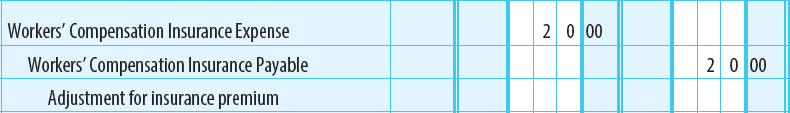 Workers’ Compensation Insurance Expense 2 0 00
Workers’ Compensation Insurance Payable 2 0 00
Adjustment for insurance premium